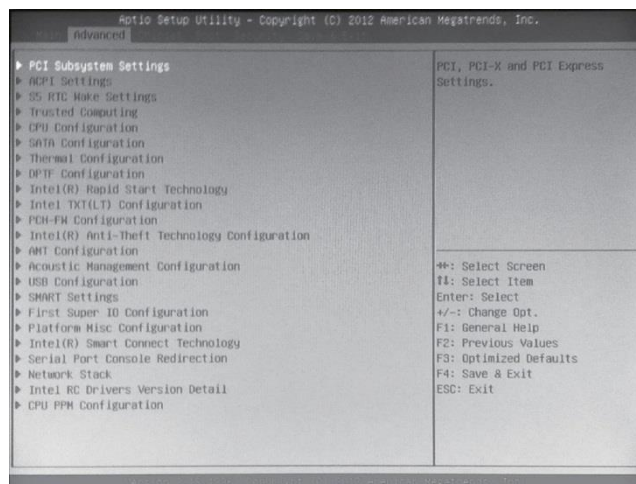 Aptio Setup Utility - Copyright (C) 2012 American Megatrends, Inc.
Advanced
PCI Subsystem Settings
ACPI Settings
S5 RTC Wake Settings
Trusted Computing
CPU Configuration
SATA Configuration
Thermal Configuration
DPTF Configuration
Intel(R) Rapid Start Technology
Intel TXT(LT) Configuration
PCH-FW Configuration
Intel(R) Anti-Theft Technology Configuration
AMT Configuration
Acoustic Management Configuration
USB Configuration
SMART Settings
First Super IO Configuration
Platform Misc Configuration
Intel(R) Smart Connect Technology
Serial Port Console Redirection
Network Stack
Intel RC Drivers Version Detail
CPU PPM Configuration
PCI, PCI-X and PCI Express
Settings.
: Select Screen
↑↓: Select Item
Enter: Select
+/-: Change Opt.
F1: General Help
F2: Previous Values
F3: Optimized Defaults
F4: Save & Exit
ESC: Exit